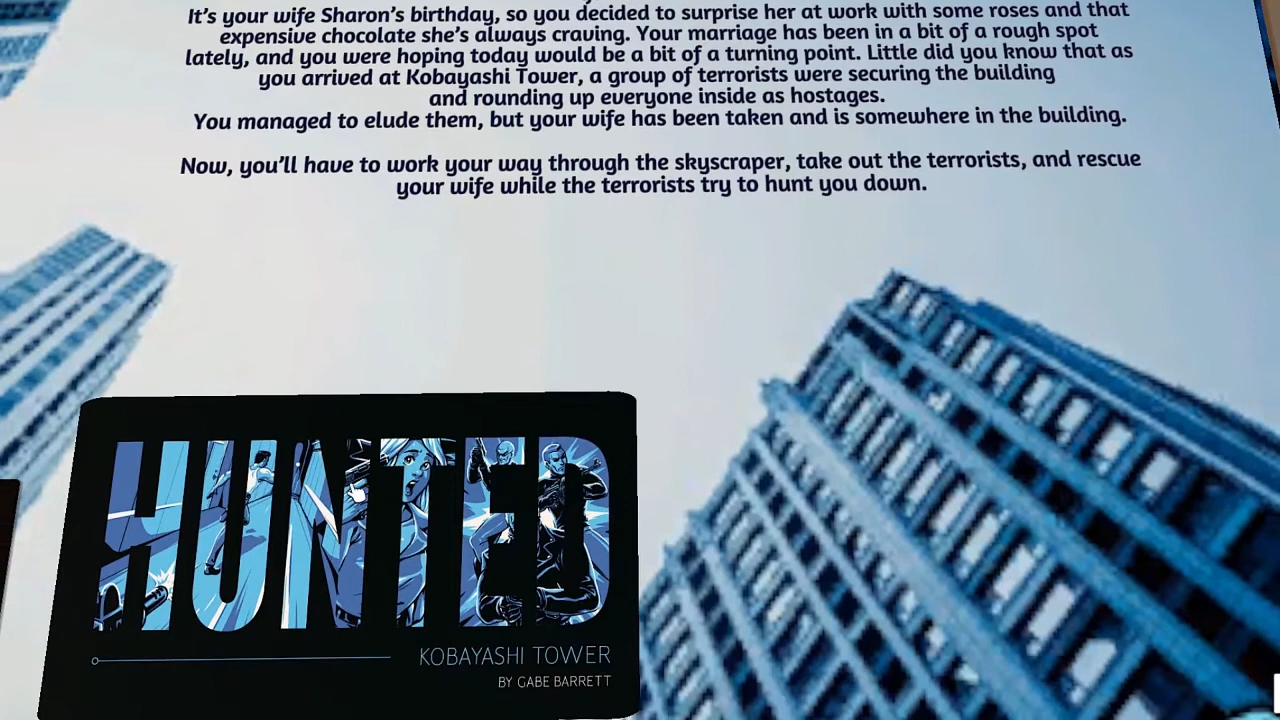 It's your wife Sharon's birthday, so you decided to surprise her at work with some roses and that
expensive chocolate she's always craving. Your marriage has been in a bit of a rough spot
lately, and you were hoping today would be a bit of a turning point. Little did you know that as
you arrived at Kobayashi Tower, a group of terrorists were securing the building
and rounding up everyone inside as hostages.
You managed to elude them, but your wife has been taken and is somewhere in the building.
Now, you'll have to work your way through the skyscraper, take out the terrorists, and rescue
your wife while the terrorists try to hunt you down.
HUNTED
KOBAYASHI TOWER
BY GABE BARRETT